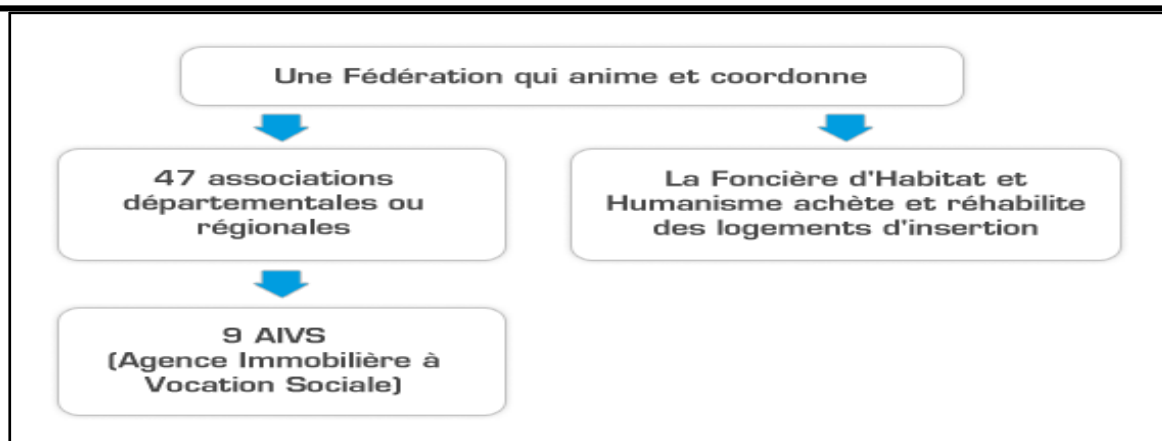 Une Fédération qui anime et coordonne
47 associations
départementales ou
régionales
La Foncière d'Habitat et
Humanisme achète et réhabilite
des logements d'insertion
9 AIVS
(Agence Immobilière à
Vocation Sociale)